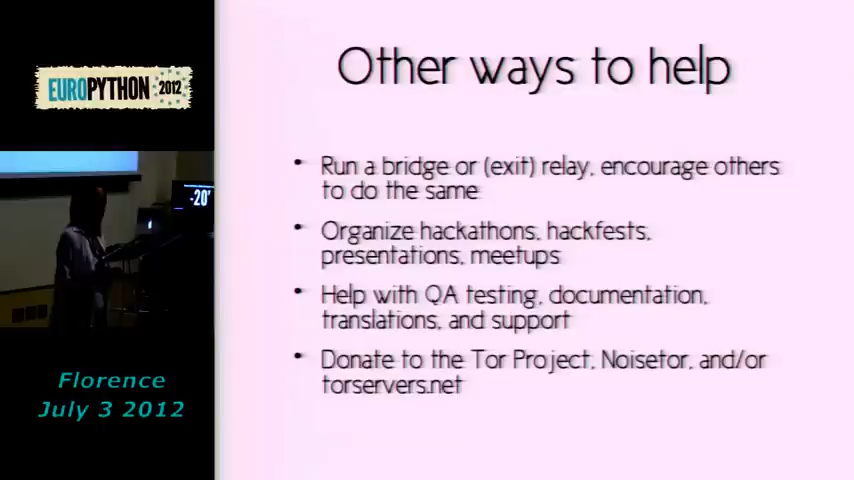 EUROPYTHON 2012
-20'
Florence
July 3 2012
Other ways to help
• Run a bridge or (exit) relay, encourage others
to do the same
• Organize hackathons, hackfests,
presentations, meetups
• Help with QA testing, documentation,
translations, and support
• Donate to the Tor Project, Noisetor, and/or
torservers.net